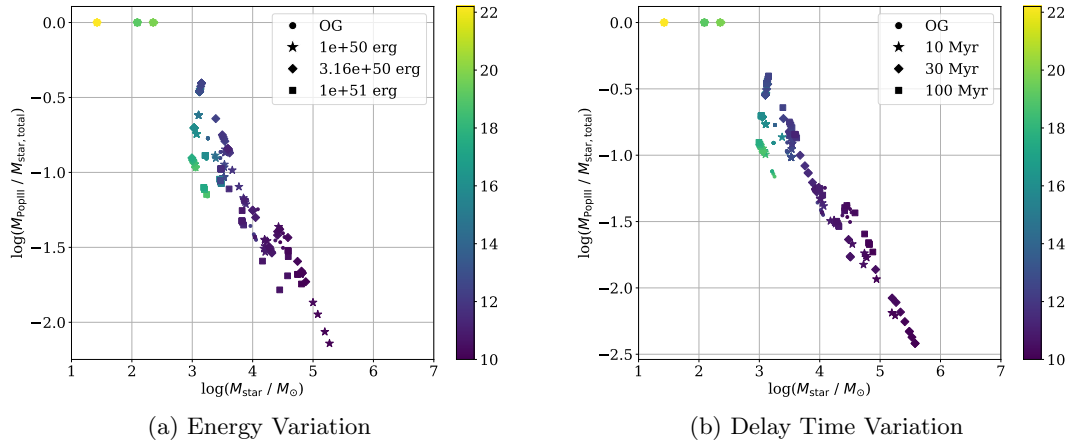 0.0
−0.5
−1.0
−1.5
−2.0
log(M_PopIII / M_star, total)
1 2 3 4 5 6 7
log(M_star / M_⊙)
OG
1e+50 erg
3.16e+50 erg
1e+51 erg
22
20
18
16
14
12
10
(a) Energy Variation
0.0
−0.5
−1.0
−1.5
−2.0
−2.5
log(M_PopIII / M_star, total)
1 2 3 4 5 6 7
log(M_star / M_⊙)
OG
10 Myr
30 Myr
100 Myr
22
20
18
16
14
12
10
(b) Delay Time Variation